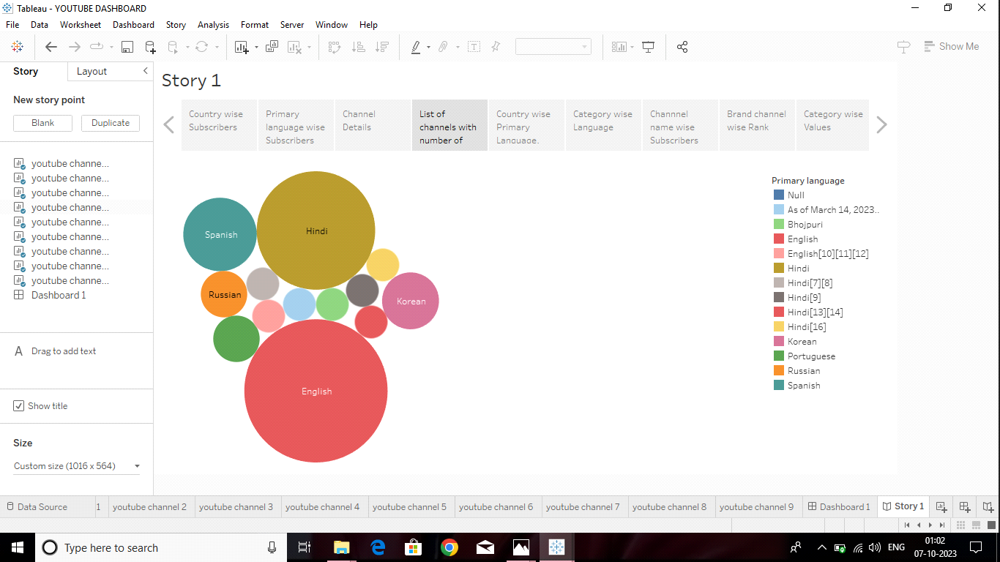 Tableau - YOUTUBE DASHBOARD
File Data Worksheet Dashboard Story Analysis Format Server Window Help
Show Me
Story Layout
New story point
Blank Duplicate
youtube channe...
youtube channe...
youtube channe...
youtube channe...
youtube channe...
youtube channe...
youtube channe...
youtube channe...
youtube channe...
Dashboard 1
A Drag to add text
Show title
Size
Custom size (1016 x 564)
Story 1
Country wise
Subscribers
Primary
language wise
Subscribers
Channel
Details
List of
channels with
number of
Country wise
Primary
Language.
Category wise
Language
Channnel
name wise
Subscribers
Brand channel
wise Rank
Category wise
Values
Spanish
Hindi
Russian
Korean
English
Primary language
Null
As of March 14, 2023..
Bhojpuri
English
English[10][11][12]
Hindi
Hindi[7][8]
Hindi[9]
Hindi[13][14]
Hindi[16]
Korean
Portuguese
Russian
Spanish
Data Source 1 youtube channel 2 youtube channel 3 youtube channel 4 youtube channel 5 youtube channel 6 youtube channel 7 youtube channel 8 youtube channel 9 Dashboard 1 Story 1
Type here to search
ENG
01:02
07-10-2023